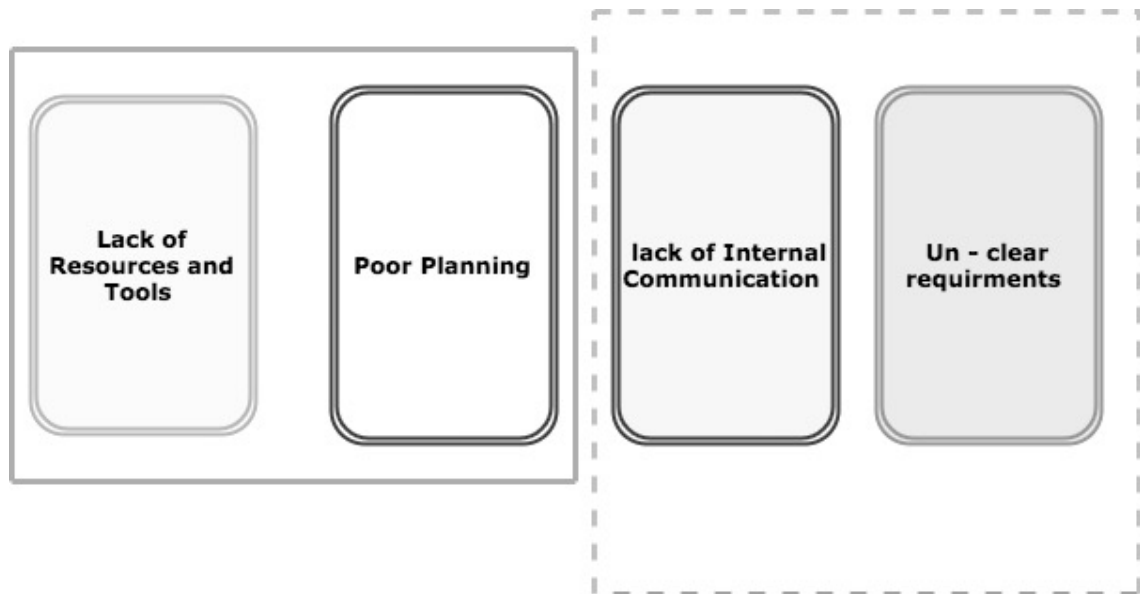 Lack of
Resources and
Tools
Poor Planning
lack of Internal
Communication
Un - clear
requirments